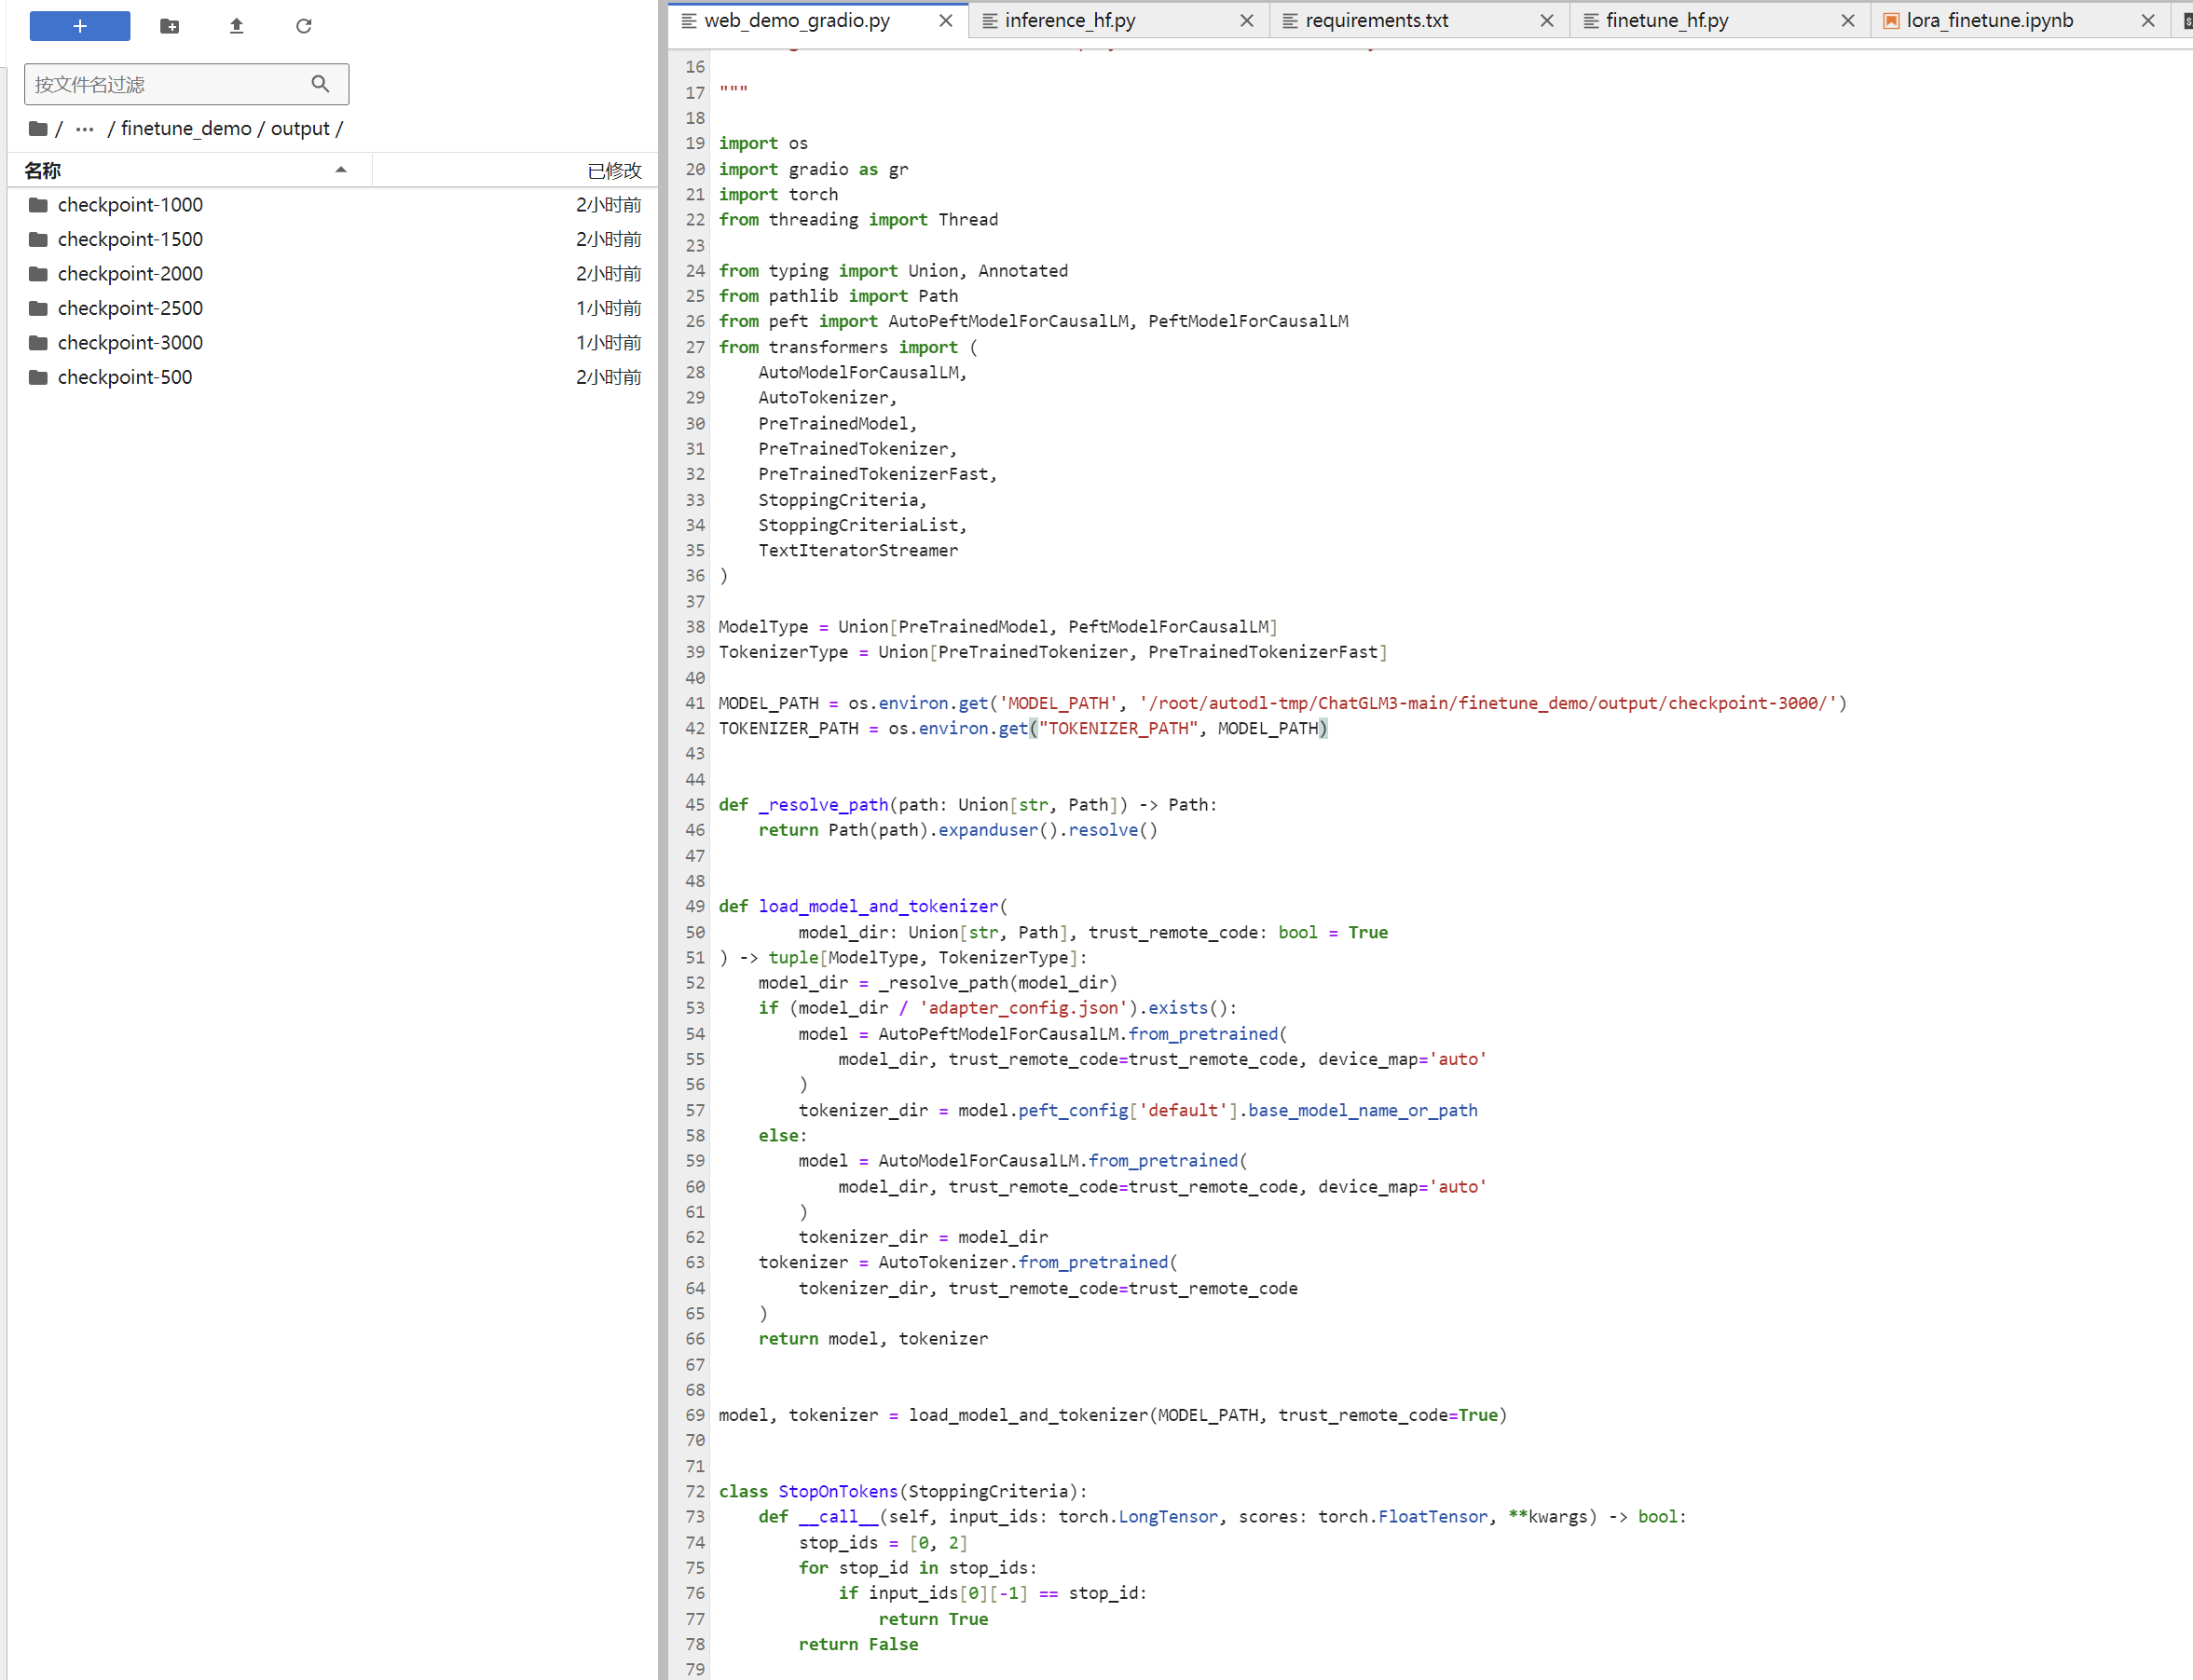 按文件名过滤
/ ··· / finetune_demo / output /
名称 已修改
checkpoint-1000 2小时前
checkpoint-1500 2小时前
checkpoint-2000 2小时前
checkpoint-2500 1小时前
checkpoint-3000 1小时前
checkpoint-500 2小时前
web_demo_gradio.py inference_hf.py requirements.txt finetune_hf.py lora_finetune.ipynb
16
17 """
18
19 import os
20 import gradio as gr
21 import torch
22 from threading import Thread
23
24 from typing import Union, Annotated
25 from pathlib import Path
26 from peft import AutoPeftModelForCausalLM, PeftModelForCausalLM
27 from transformers import (
28     AutoModelForCausalLM,
29     AutoTokenizer,
30     PreTrainedModel,
31     PreTrainedTokenizer,
32     PreTrainedTokenizerFast,
33     StoppingCriteria,
34     StoppingCriteriaList,
35     TextIteratorStreamer
36 )
37
38 ModelType = Union[PreTrainedModel, PeftModelForCausalLM]
39 TokenizerType = Union[PreTrainedTokenizer, PreTrainedTokenizerFast]
40
41 MODEL_PATH = os.environ.get('MODEL_PATH', '/root/autodl-tmp/ChatGLM3-main/finetune_demo/output/checkpoint-3000/')
42 TOKENIZER_PATH = os.environ.get("TOKENIZER_PATH", MODEL_PATH)
43
44
45 def _resolve_path(path: Union[str, Path]) -> Path:
46     return Path(path).expanduser().resolve()
47
48
49 def load_model_and_tokenizer(
50         model_dir: Union[str, Path], trust_remote_code: bool = True
51 ) -> tuple[ModelType, TokenizerType]:
52     model_dir = _resolve_path(model_dir)
53     if (model_dir / 'adapter_config.json').exists():
54         model = AutoPeftModelForCausalLM.from_pretrained(
55             model_dir, trust_remote_code=trust_remote_code, device_map='auto'
56         )
57         tokenizer_dir = model.peft_config['default'].base_model_name_or_path
58     else:
59         model = AutoModelForCausalLM.from_pretrained(
60             model_dir, trust_remote_code=trust_remote_code, device_map='auto'
61         )
62         tokenizer_dir = model_dir
63     tokenizer = AutoTokenizer.from_pretrained(
64         tokenizer_dir, trust_remote_code=trust_remote_code
65     )
66     return model, tokenizer
67
68
69 model, tokenizer = load_model_and_tokenizer(MODEL_PATH, trust_remote_code=True)
70
71
72 class StopOnTokens(StoppingCriteria):
73     def __call__(self, input_ids: torch.LongTensor, scores: torch.FloatTensor, **kwargs) -> bool:
74         stop_ids = [0, 2]
75         for stop_id in stop_ids:
76             if input_ids[0][-1] == stop_id:
77                 return True
78         return False
79